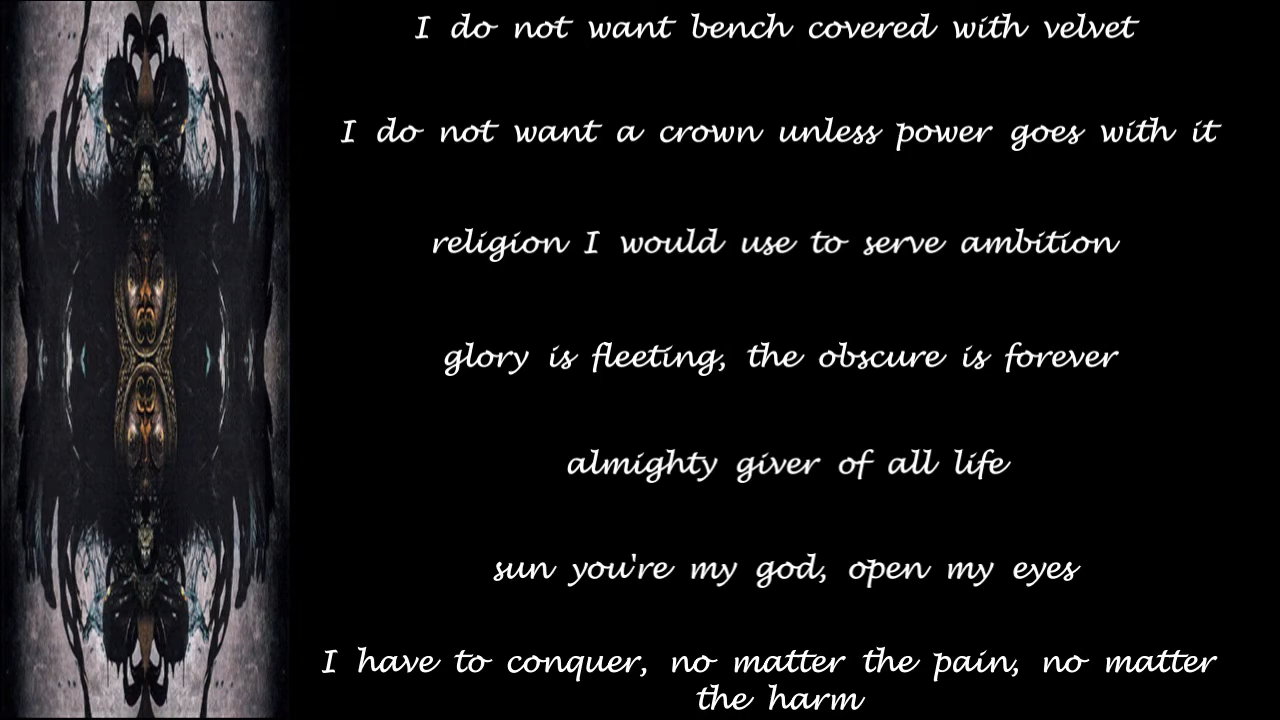 I do not want bench covered with velvet
I do not want a crown unless power goes with it
religion I would use to serve ambition
glory is fleeting, the obscure is forever
almighty giver of all life
sun you're my god, open my eyes
I have to conquer, no matter the pain, no matter
the harm